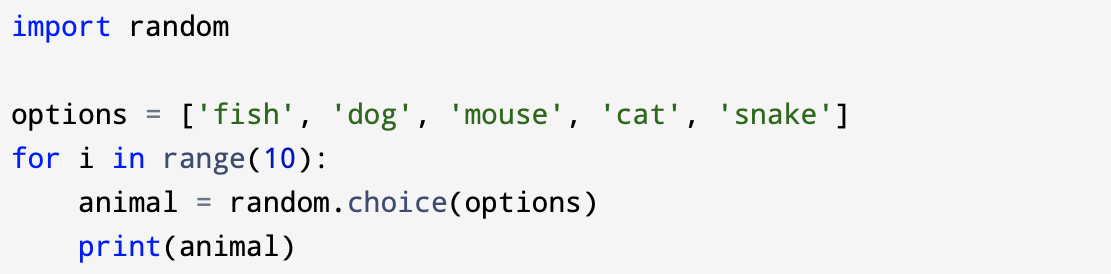 import random
options = ['fish', 'dog', 'mouse', 'cat', 'snake']
for i in range(10):
    animal = random.choice(options)
    print(animal)